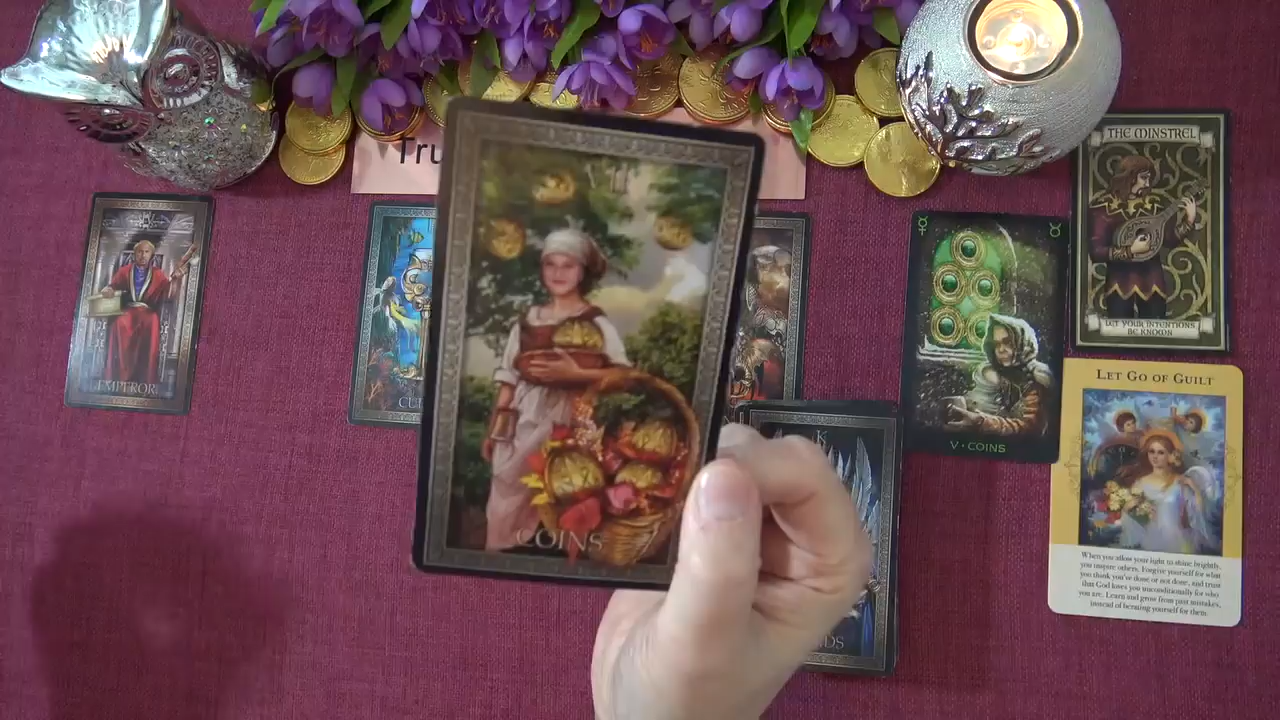 Tru
VII
COINS
EMPEROR
CU
K
DS
V • COINS
THE MINSTREL
LET YOUR INTENTIONS
BE KNOWN
LET GO OF GUILT
When you allow your light to shine brightly,
you inspire others. Forgive yourself for what
you think you've done or not done, and trust
that God loves you unconditionally for who
you are. Learn and grow from past mistakes,
instead of berating yourself for them.